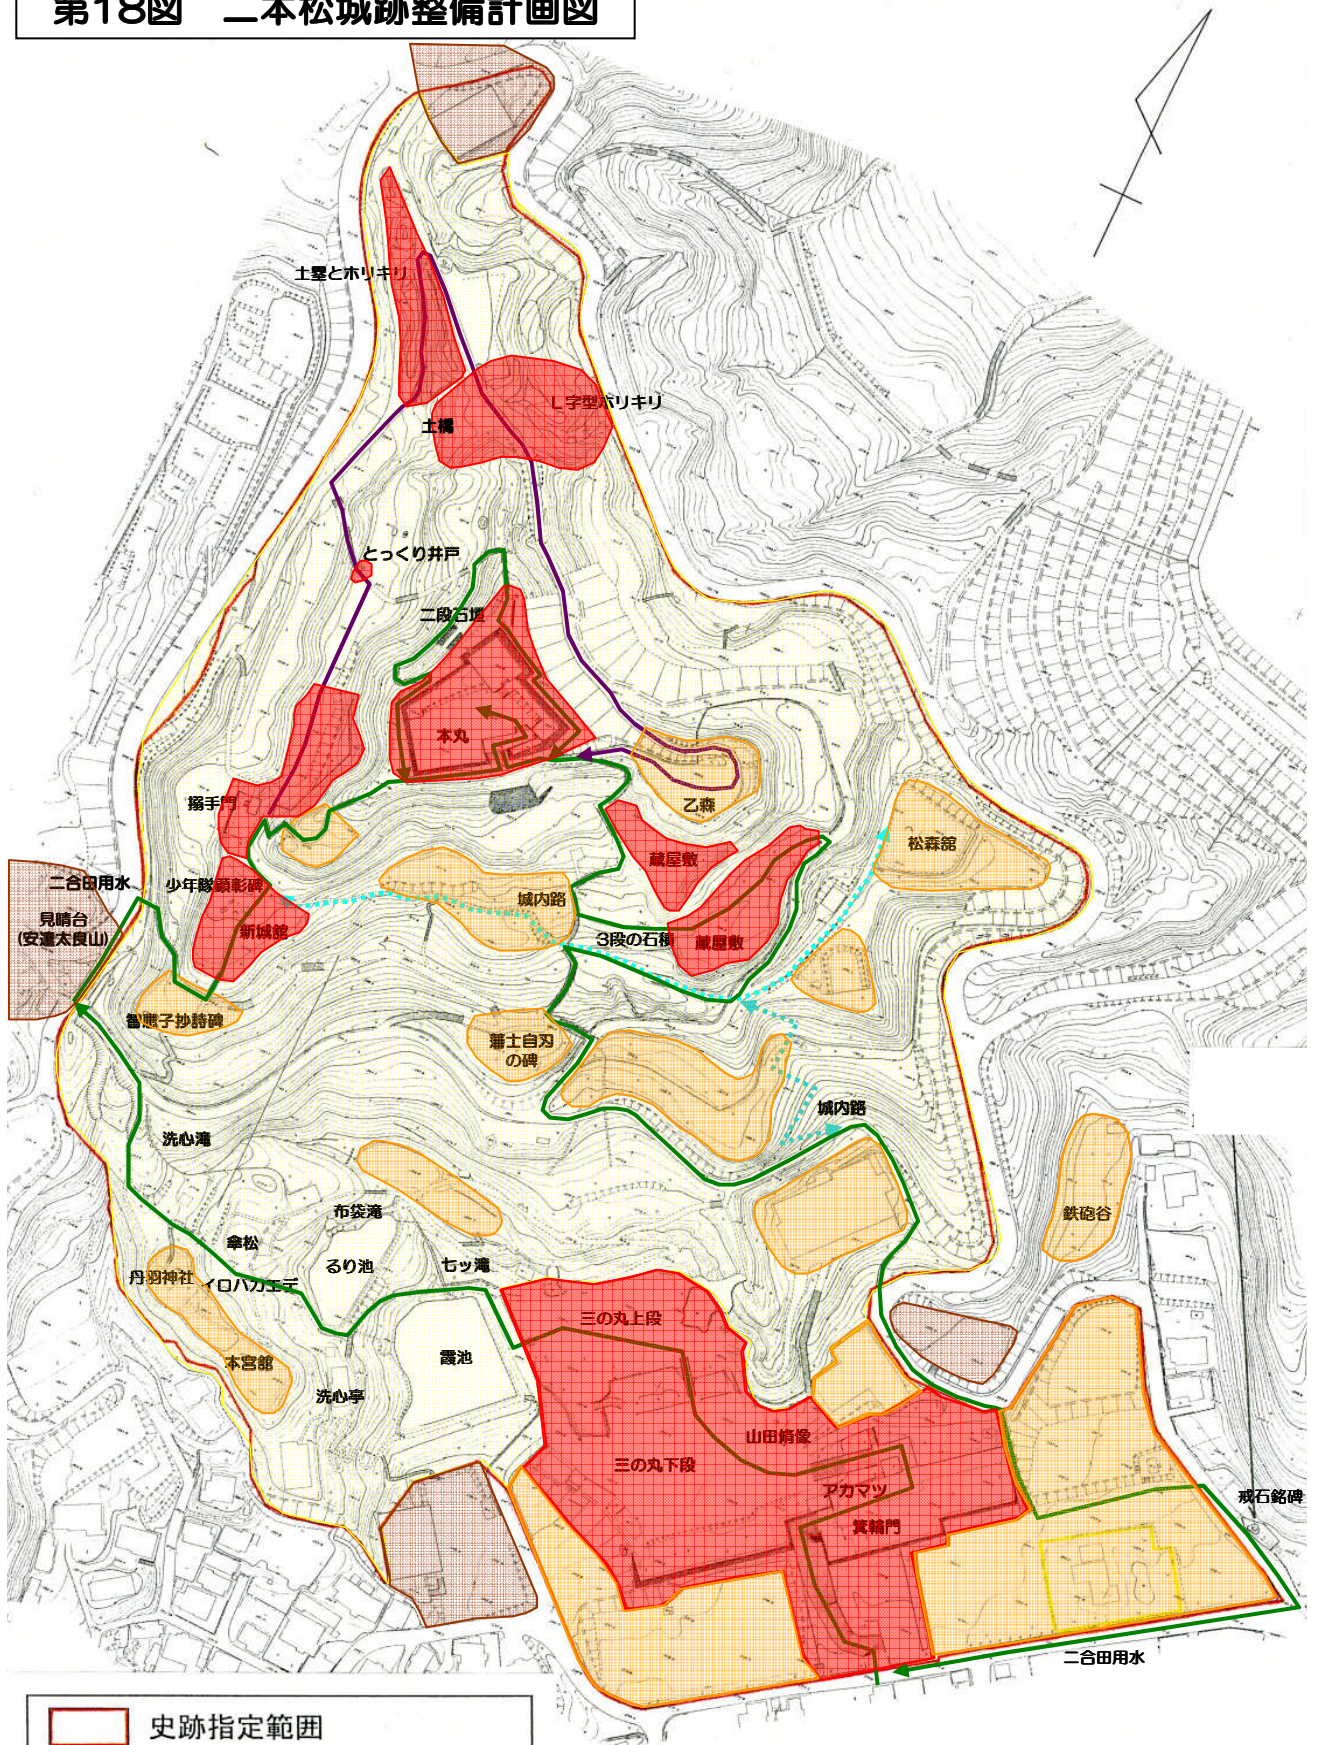 第18図　二本松城跡整備計画図
土塁とホリキリ
L字型ホリキリ
土橋
とっくり井戸
二段石垣
本丸
乙森
搦手門
松森館
蔵屋敷
二合田用水
少年隊顕彰碑
城内路
見晴台
(安達太良山)
新城館
3段の石積
蔵屋敷
智恵子抄詩碑
藩士自刃
の碑
城内路
洗心滝
布袋滝
鉄砲谷
傘松
るり池
七ッ滝
丹羽神社
イロハカエデ
三の丸上段
霞池
本宮館
洗心亭
山田脩像
三の丸下段
アカマツ
戒石銘碑
箕輪門
二合田用水
史跡指定範囲